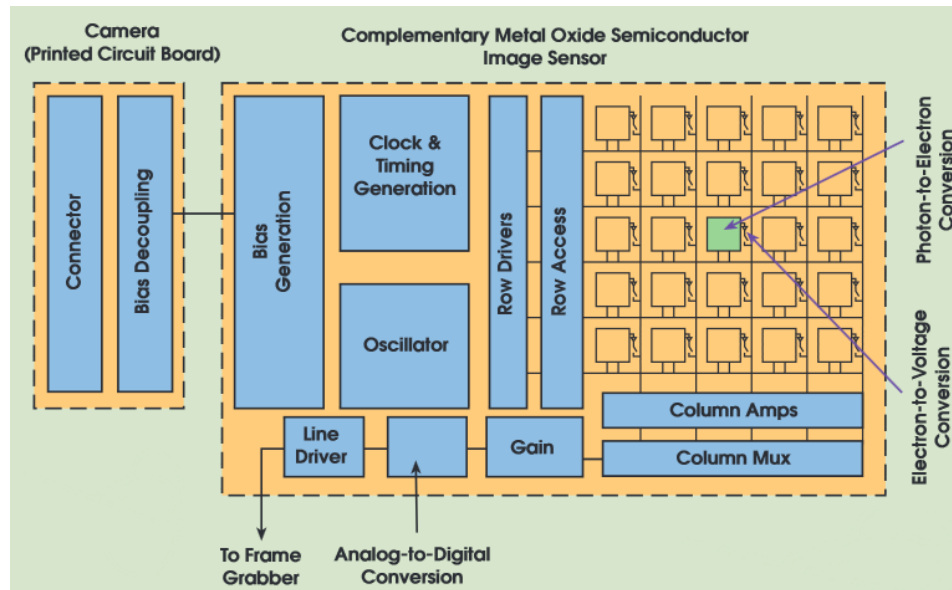 Camera
(Printed Circuit Board)
Complementary Metal Oxide Semiconductor
Image Sensor
Connector
Bias Decoupling
Bias
Generation
Clock &
Timing
Generation
Oscillator
Row Drivers
Row Access
Photon-to-Electron
Conversion
Electron-to-Voltage
Conversion
Column Amps
Column Mux
Gain
Line
Driver
To Frame
Grabber
Analog-to-Digital
Conversion